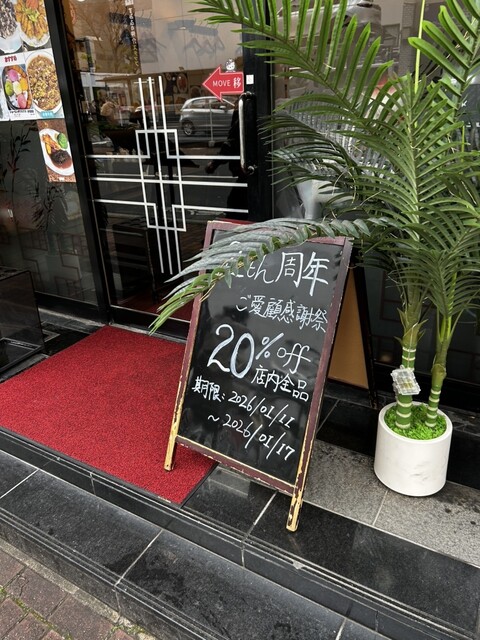 MOVE 移
周年
ご愛顧感謝祭
20% off
店内全品
期限：2026/01/11
～2026/01/17